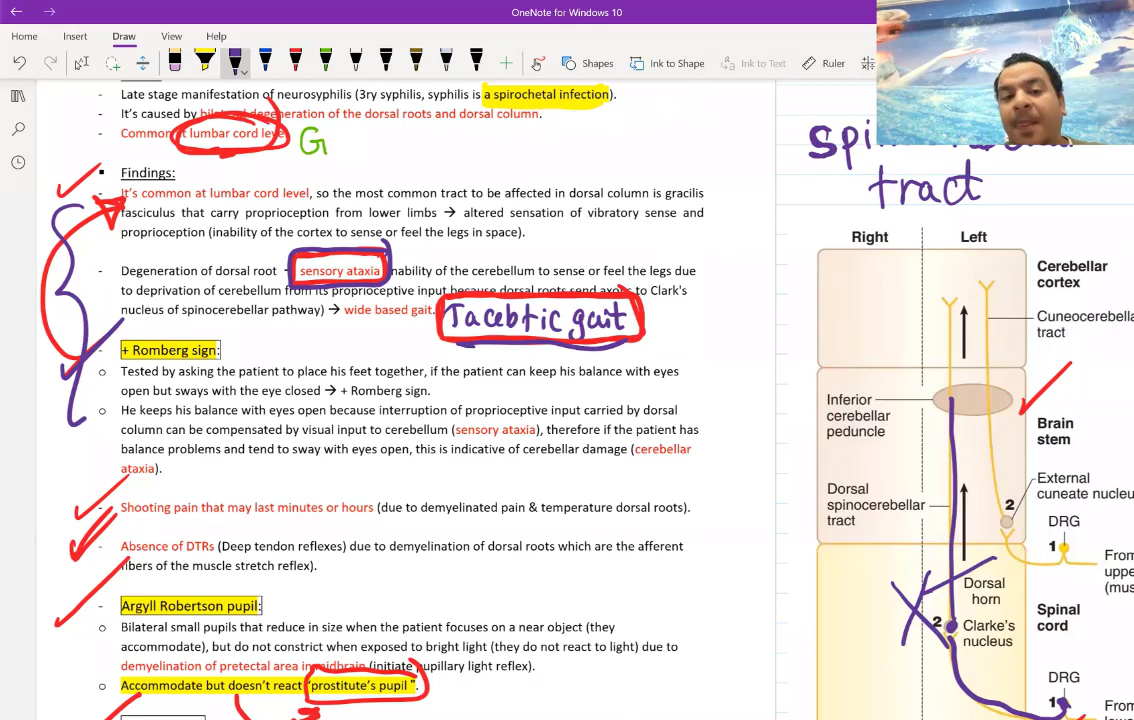 OneNote for Windows 10
Home Insert Draw View Help
Shapes Ink to Shape Ink to Text Ruler
- Late stage manifestation of neurosyphilis (3ry syphilis, syphilis is a spirochetal infection).
- It's caused by bilateral degeneration of the dorsal roots and dorsal column.
- Common at lumbar cord level
G
▪ Findings:
- It's common at lumbar cord level, so the most common tract to be affected in dorsal column is gracilis
fasciculus that carry proprioception from lower limbs → altered sensation of vibratory sense and
proprioception (inability of the cortex to sense or feel the legs in space).
- Degeneration of dorsal root sensory ataxia inability of the cerebellum to sense or feel the legs due
to deprivation of cerebellum from its proprioceptive input because dorsal roots send axons to Clark's
nucleus of spinocerebellar pathway) → wide based gait.
Tacebtic gait
- + Romberg sign:
o Tested by asking the patient to place his feet together, if the patient can keep his balance with eyes
open but sways with the eye closed → + Romberg sign.
o He keeps his balance with eyes open because interruption of proprioceptive input carried by dorsal
column can be compensated by visual input to cerebellum (sensory ataxia), therefore if the patient has
balance problems and tend to sway with eyes open, this is indicative of cerebellar damage (cerebellar
ataxia).
- Shooting pain that may last minutes or hours (due to demyelinated pain & temperature dorsal roots).
- Absence of DTRs (Deep tendon reflexes) due to demyelination of dorsal roots which are the afferent
fibers of the muscle stretch reflex).
- Argyll Robertson pupil:
o Bilateral small pupils that reduce in size when the patient focuses on a near object (they
accommodate), but do not constrict when exposed to bright light (they do not react to light) due to
demyelination of pretectal area in midbrain (initiate pupillary light reflex).
o Accommodate but doesn't react "prostitute's pupil".
tract
Right Left
Cerebellar
cortex
Cuneocerebella
tract
Inferior
cerebellar
peduncle
Brain
stem
External
cuneate nucleu
2
Dorsal
spinocerebellar
tract
DRG
1
From
upper
(mus
Dorsal
horn
Spinal
cord
2 Clarke's
nucleus
DRG
1
From